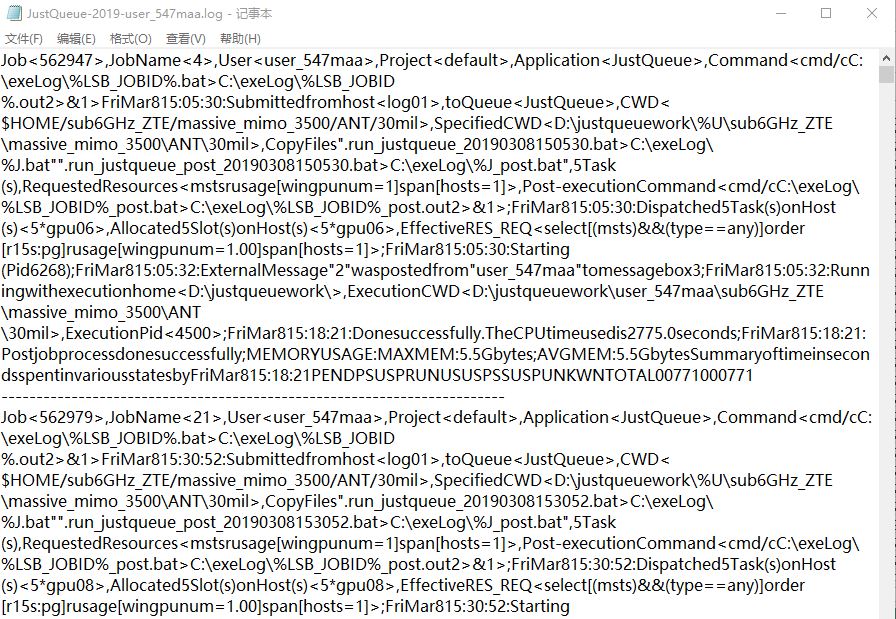 JustQueue-2019-user_547maa.log - 记事本
文件(F) 编辑(E) 格式(O) 查看(V) 帮助(H)
Job<562947>,JobName<4>,User<user_547maa>,Project<default>,Application<JustQueue>,Command<cmd/cC:
\exeLog\%LSB_JOBID%.bat>C:\exeLog\%LSB_JOBID
%.out2>&1>FriMar815:05:30:Submittedfromhost<log01>,toQueue<JustQueue>,CWD<
$HOME/sub6GHz_ZTE/massive_mimo_3500/ANT/30mil>,SpecifiedCWD<D:\justqueuework\%U\sub6GHz_ZTE
\massive_mimo_3500\ANT\30mil>,CopyFiles".run_justqueue_20190308150530.bat>C:\exeLog\
%J.bat"".run_justqueue_post_20190308150530.bat>C:\exeLog\%J_post.bat",5Task
(s),RequestedResources<mstsrusage[wingpunum=1]span[hosts=1]>,Post-executionCommand<cmd/cC:\exeLog\
%LSB_JOBID%_post.bat>C:\exeLog\%LSB_JOBID%_post.out2>&1>;FriMar815:05:30:Dispatched5Task(s)onHost
(s)<5*gpu06>,Allocated5Slot(s)onHost(s)<5*gpu06>,EffectiveRES_REQ<select[(msts)&&(type==any)]order
[r15s:pg]rusage[wingpunum=1.00]span[hosts=1]>;FriMar815:05:30:Starting
(Pid6268);FriMar815:05:32:ExternalMessage"2"waspostedfrom"user_547maa"tomessagebox3;FriMar815:05:32:Runn
ingwithexecutionhome<D:\justqueuework\>,ExecutionCWD<D:\justqueuework\user_547maa\sub6GHz_ZTE
\massive_mimo_3500\ANT
\30mil>,ExecutionPid<4500>;FriMar815:18:21:Donesuccessfully.TheCPUtimeusedis2775.0seconds;FriMar815:18:21:
Postjobprocessdonesuccessfully;MEMORYUSAGE:MAXMEM:5.5Gbytes;AVGMEM:5.5GbytesSummaryoftimeinsecon
dsspentinvariousstatesbyFriMar815:18:21PENDPSUSPRUNUSUSPSSUSPUNKWNTOTAL00771000771
------------------------------------------------------------------------
Job<562979>,JobName<21>,User<user_547maa>,Project<default>,Application<JustQueue>,Command<cmd/cC:
\exeLog\%LSB_JOBID%.bat>C:\exeLog\%LSB_JOBID
%.out2>&1>FriMar815:30:52:Submittedfromhost<log01>,toQueue<JustQueue>,CWD<
$HOME/sub6GHz_ZTE/massive_mimo_3500/ANT/30mil>,SpecifiedCWD<D:\justqueuework\%U\sub6GHz_ZTE
\massive_mimo_3500\ANT\30mil>,CopyFiles".run_justqueue_20190308153052.bat>C:\exeLog\
%J.bat"".run_justqueue_post_20190308153052.bat>C:\exeLog\%J_post.bat",5Task
(s),RequestedResources<mstsrusage[wingpunum=1]span[hosts=1]>,Post-executionCommand<cmd/cC:\exeLog\
%LSB_JOBID%_post.bat>C:\exeLog\%LSB_JOBID%_post.out2>&1>;FriMar815:30:52:Dispatched5Task(s)onHost
(s)<5*gpu08>,Allocated5Slot(s)onHost(s)<5*gpu08>,EffectiveRES_REQ<select[(msts)&&(type==any)]order
[r15s:pg]rusage[wingpunum=1.00]span[hosts=1]>;FriMar815:30:52:Starting